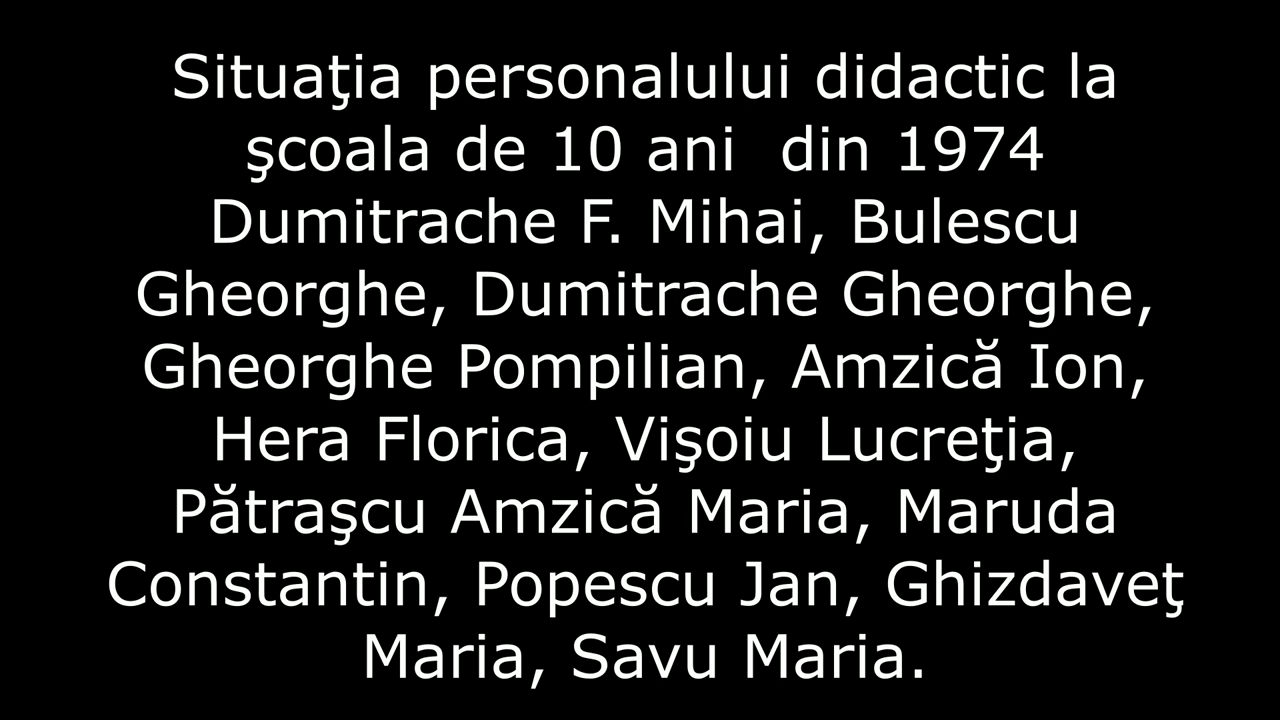 Situaţia personalului didactic la
şcoala de 10 ani  din 1974
Dumitrache F. Mihai, Bulescu
Gheorghe, Dumitrache Gheorghe,
Gheorghe Pompilian, Amzică Ion,
Hera Florica, Vişoiu Lucreţia,
Pătraşcu Amzică Maria, Maruda
Constantin, Popescu Jan, Ghizdaveţ
Maria, Savu Maria.